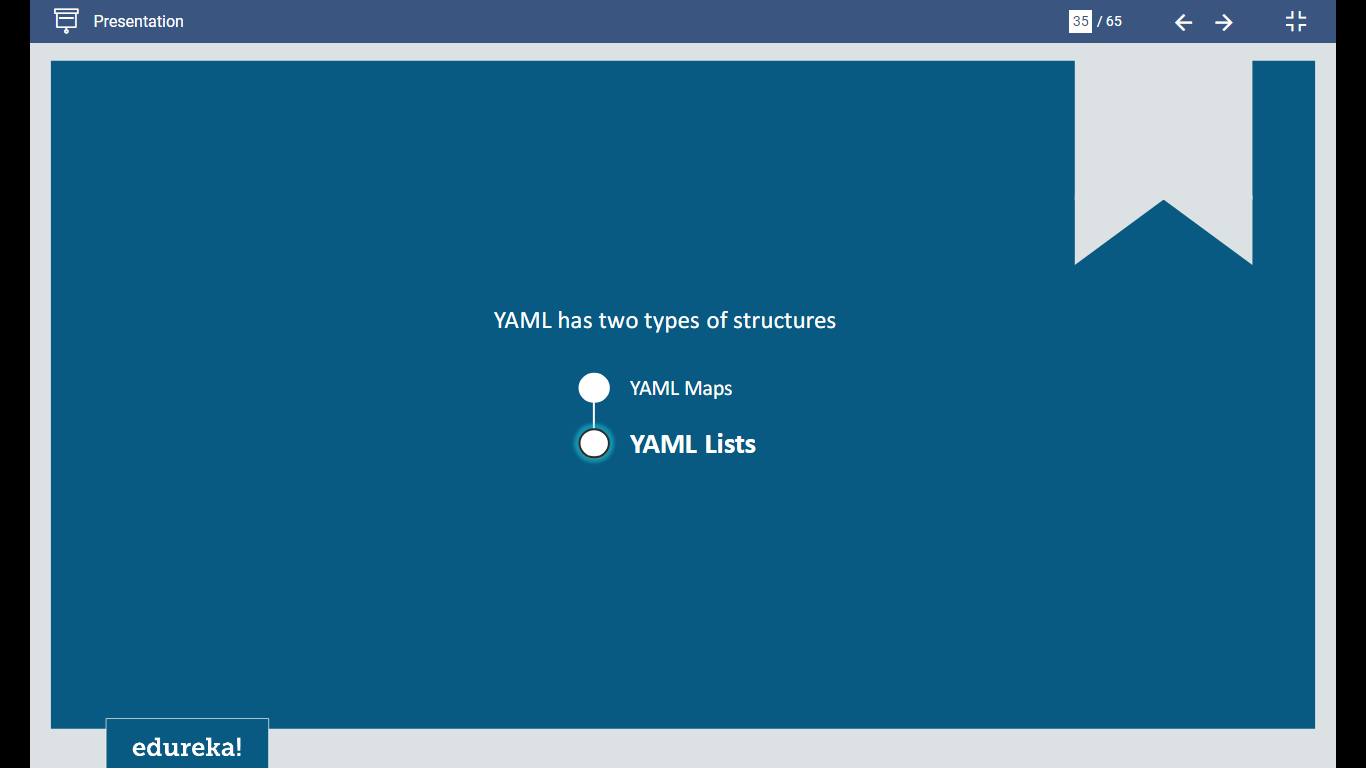 Presentation
35 / 65
YAML has two types of structures
YAML Maps
YAML Lists
edureka!